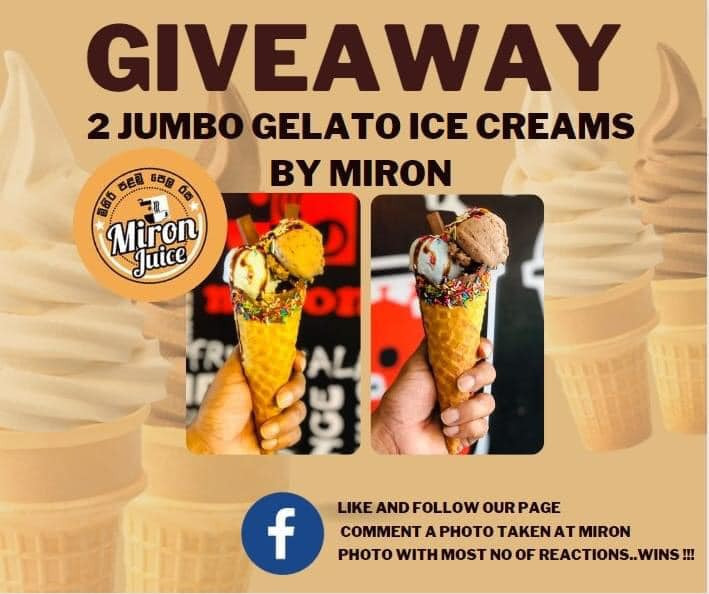 GIVEAWAY
2 JUMBO GELATO ICE CREAMS
BY MIRON
Miron
Juice
f
LIKE AND FOLLOW OUR PAGE
COMMENT A PHOTO TAKEN AT MIRON
PHOTO WITH MOST NO OF REACTIONS..WINS !!!